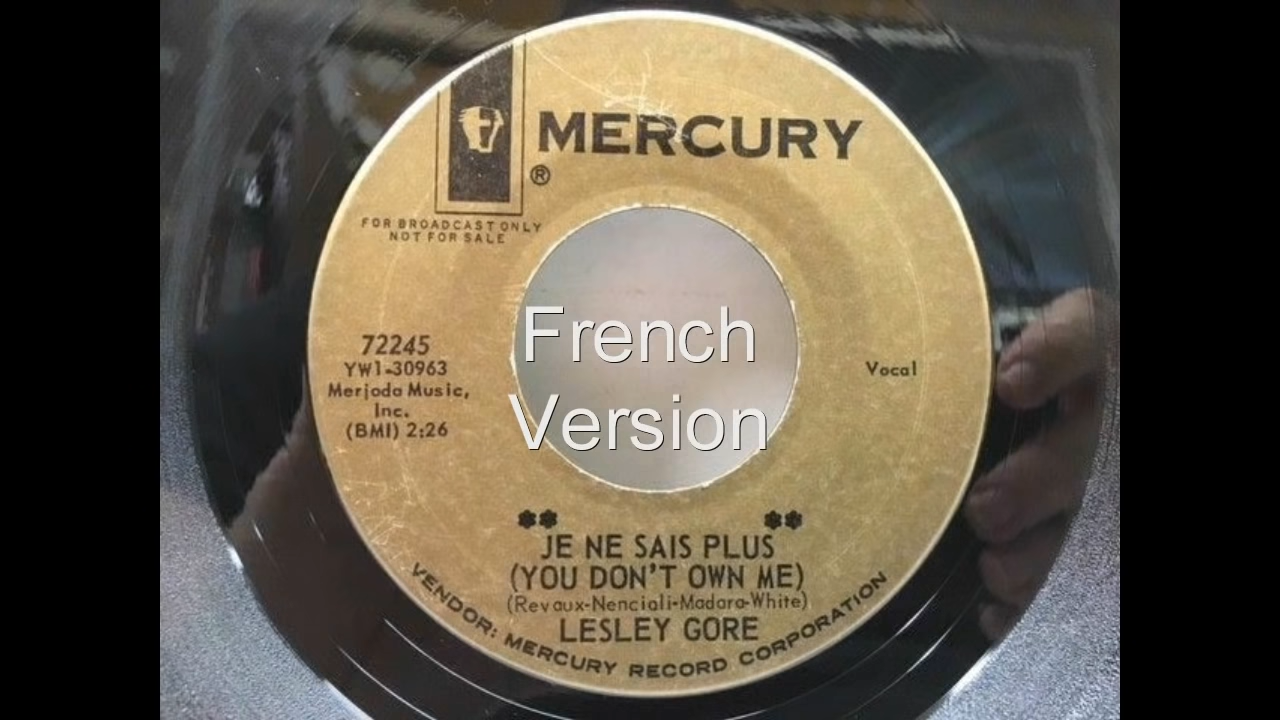 MERCURY
®
FOR BROADCAST ONLY
NOT FOR SALE
72245
YW1-30963
Merjoda Music,
Inc.
(BMI) 2:26
Vocal
French
Version
** **
JE NE SAIS PLUS
(YOU DON'T OWN ME)
(Revaux-Nenciali-Madara-White)
LESLEY GORE
VENDOR: MERCURY RECORD CORPORATION